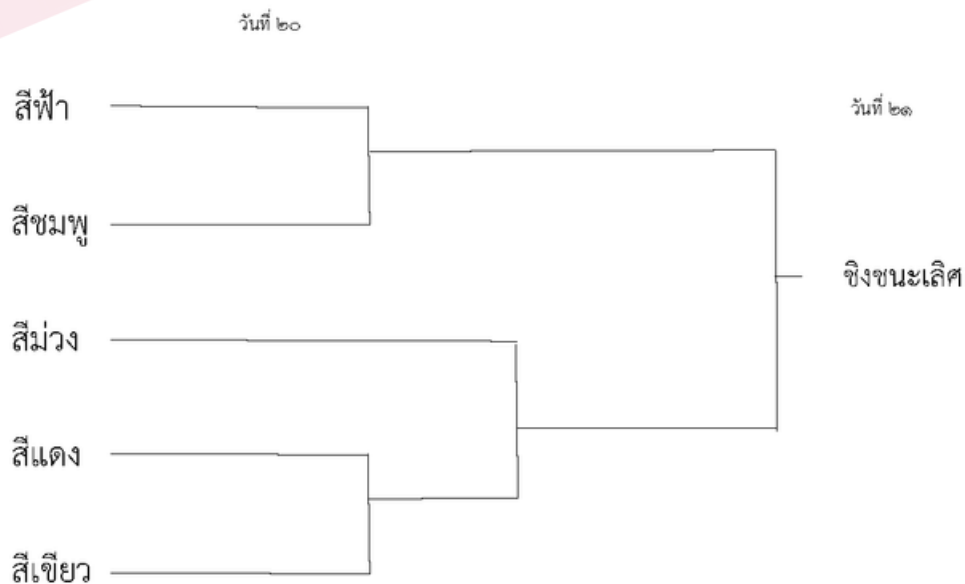 วันที่ ๒๐
สีฟ้า
วันที่ ๒๑
สีชมพู
ชิงชนะเลิศ
สีม่วง
สีแดง
สีเขียว